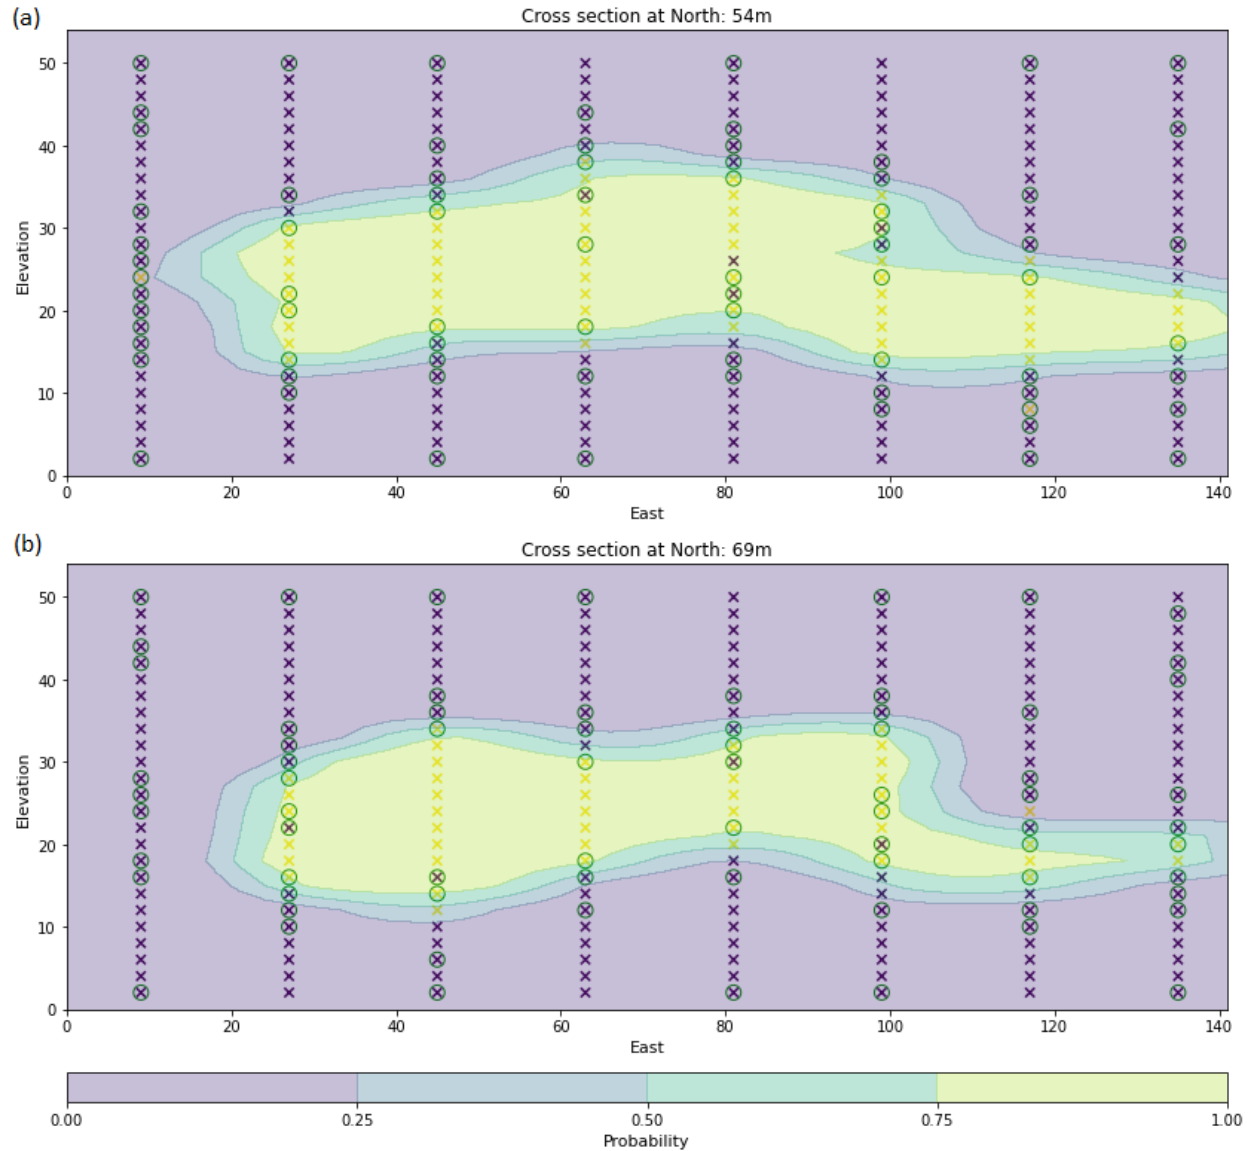 (a)
Cross section at North: 54m
50
40
30
20
10
0
Elevation
0 20 40 60 80 100 120 140
East
(b)
Cross section at North: 69m
50
40
30
20
10
0
Elevation
0 20 40 60 80 100 120 140
East
0.00 0.25 0.50 0.75 1.00
Probability